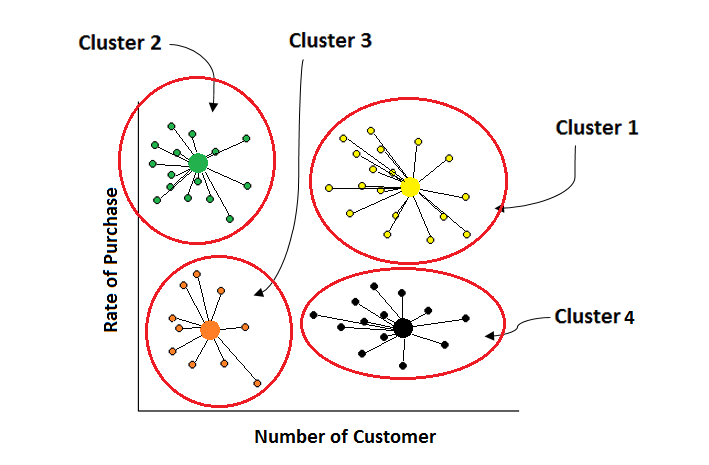 Cluster 2
Cluster 3
Cluster 1
Rate of Purchase
Cluster 4
Number of Customer